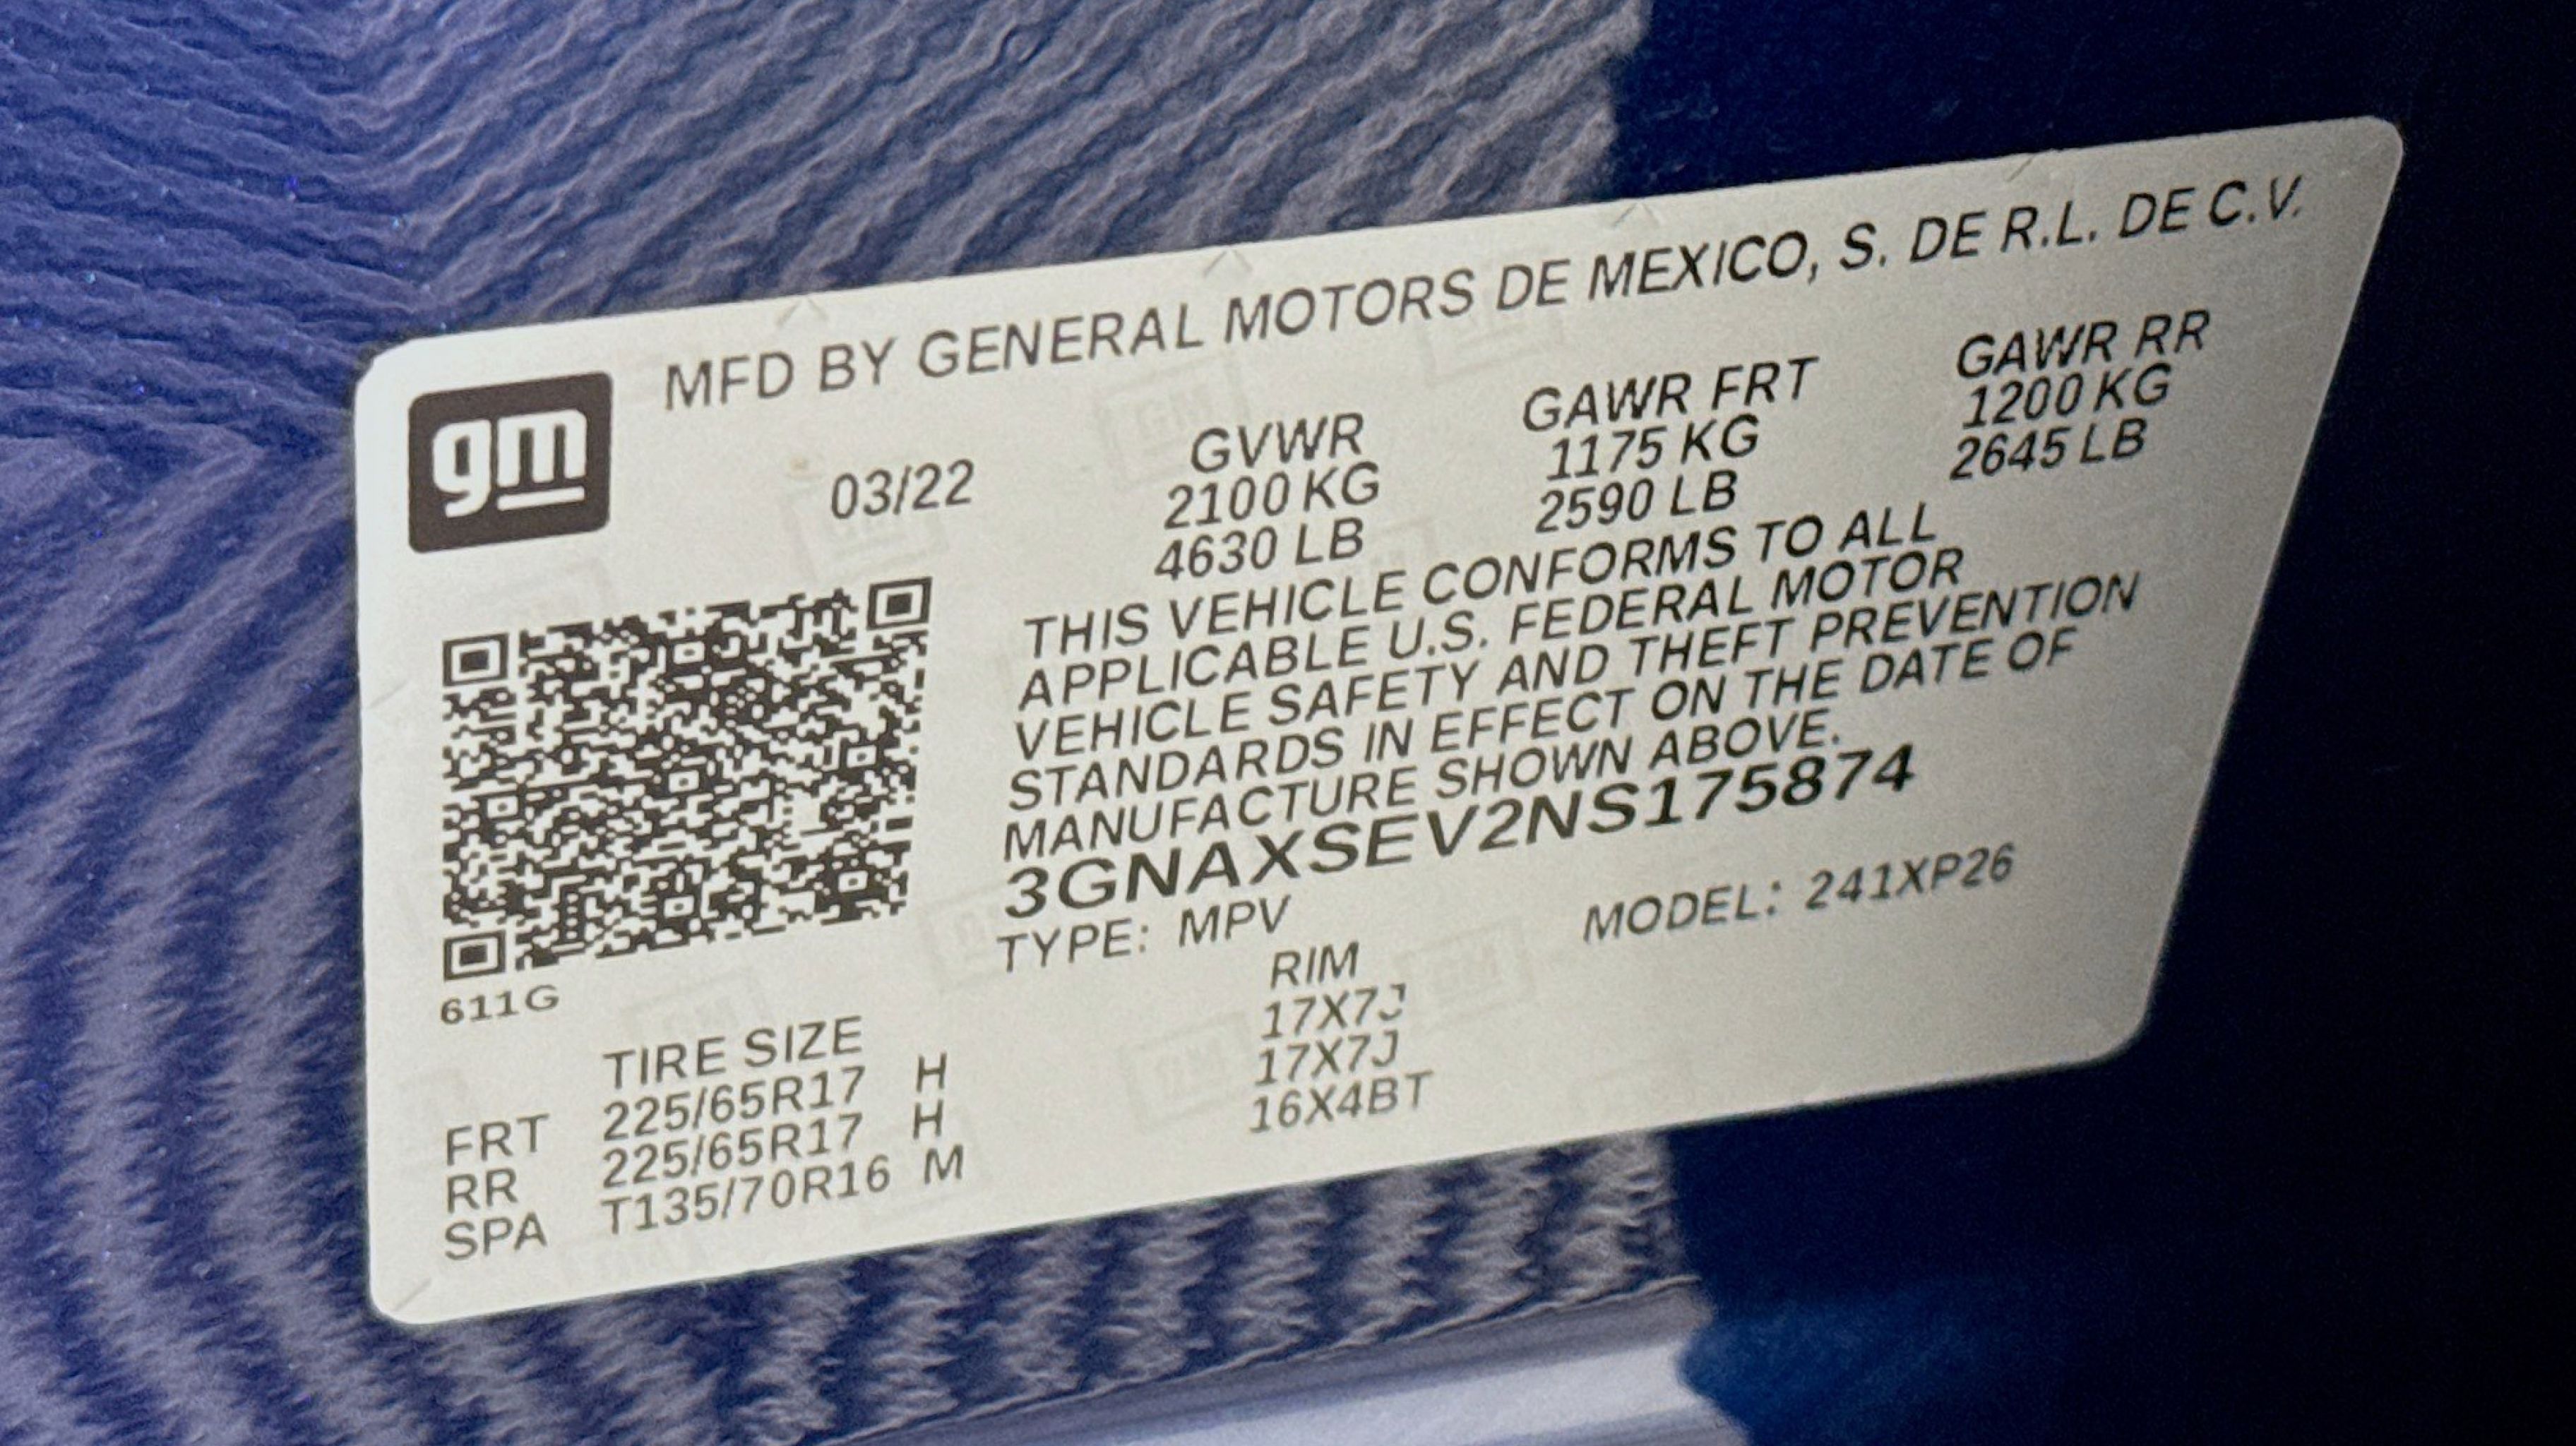 gm
MFD BY GENERAL MOTORS DE MEXICO, S. DE R.L. DE C.V.
03/22
GVWR
2100 KG
4630 LB
GAWR FRT
1175 KG
2590 LB
GAWR RR
1200 KG
2645 LB
THIS VEHICLE CONFORMS TO ALL
APPLICABLE U.S. FEDERAL MOTOR
VEHICLE SAFETY AND THEFT PREVENTION
STANDARDS IN EFFECT ON THE DATE OF
MANUFACTURE SHOWN ABOVE.
3GNAXSEV2NS175874
TYPE: MPV MODEL: 241XP26
611G
TIRE SIZE RIM
FRT 225/65R17 H 17X7J
RR 225/65R17 H 17X7J
SPA T135/70R16 M 16X4BT